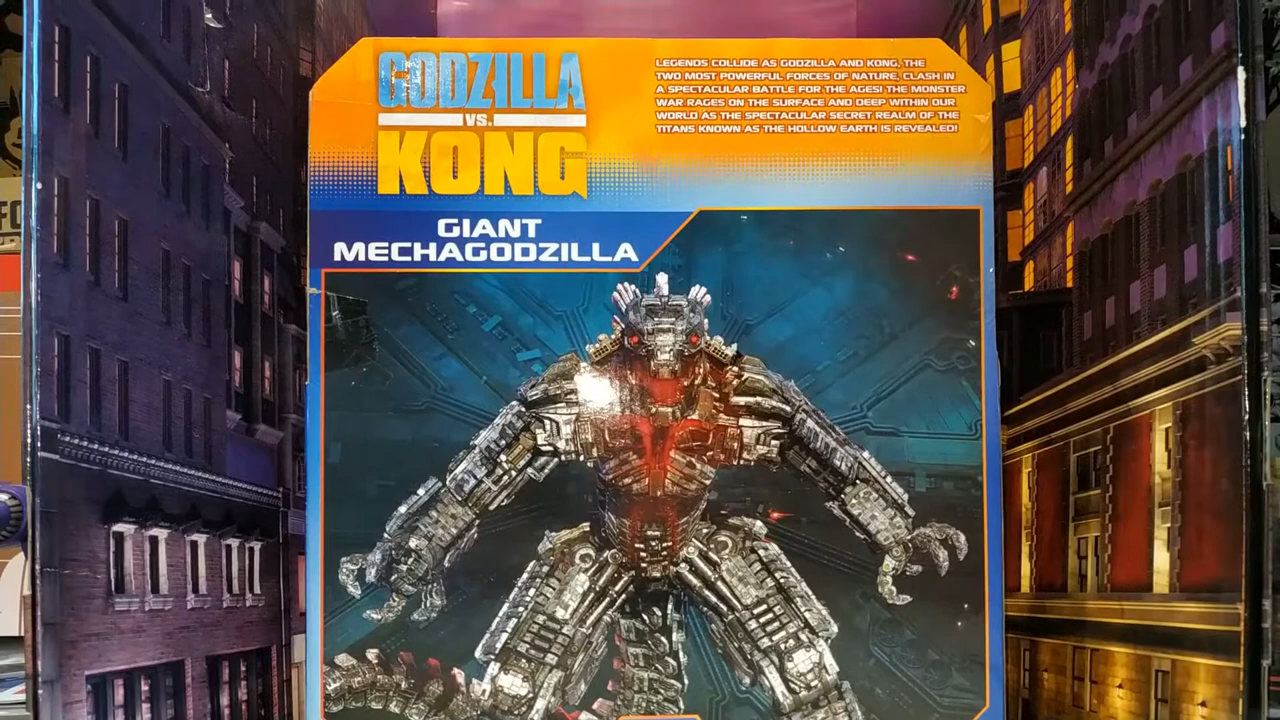 GODZILLA
VS.
KONG
LEGENDS COLLIDE AS GODZILLA AND KONG, THE
TWO MOST POWERFUL FORCES OF NATURE, CLASH IN
A SPECTACULAR BATTLE FOR THE AGES! THE MONSTER
WAR RAGES ON THE SURFACE AND DEEP WITHIN OUR
WORLD AS THE SPECTACULAR SECRET REALM OF THE
TITANS KNOWN AS THE HOLLOW EARTH IS REVEALED!
GIANT
MECHAGODZILLA